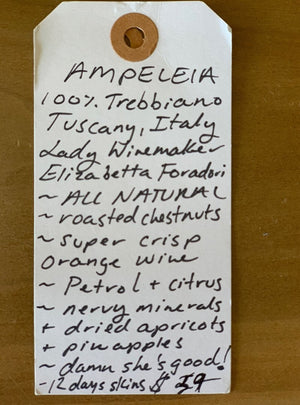 AMPELEIA
100% Trebbiano
Tuscany, Italy
Lady Winemaker
Elizabetta Foradori
~ ALL NATURAL
~ roasted chestnuts
~ super crisp
Orange wine
~ Petrol + citrus
~ nervy minerals
+ dried apricots
+ pineapples
~ damn she's good!
-12 days skins $